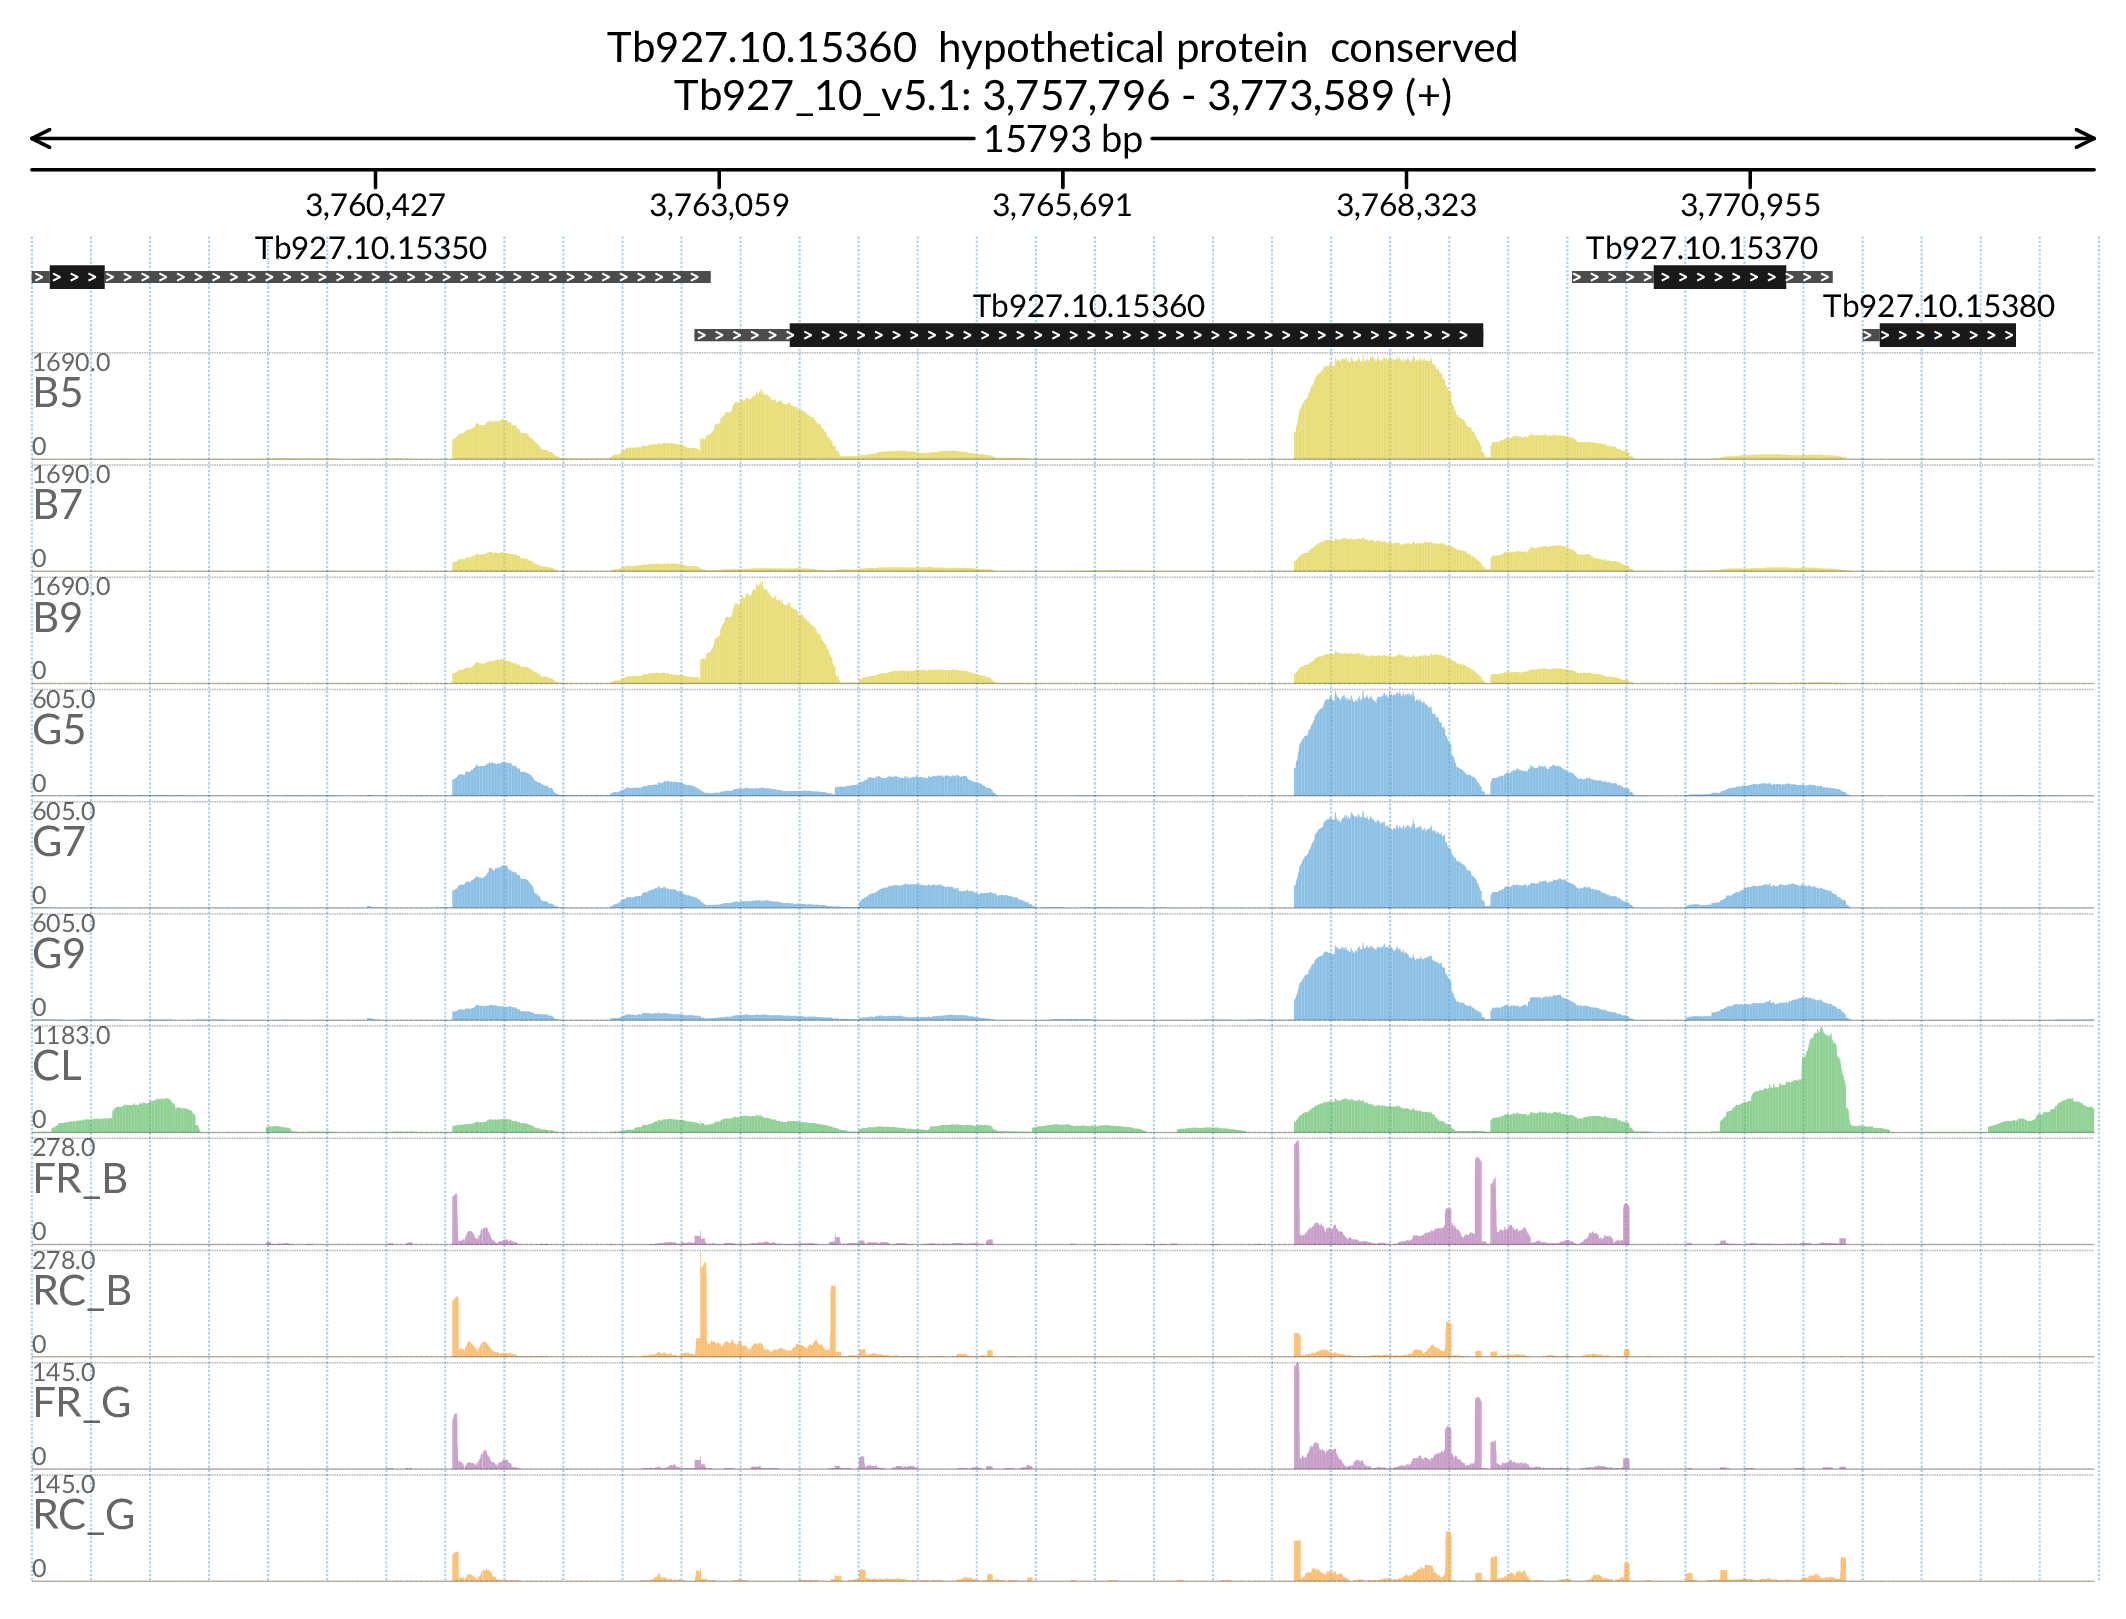 Tb927.10.15360  hypothetical protein  conserved
Tb927_10_v5.1: 3,757,796 - 3,773,589 (+)
15793 bp
3,760,427 3,763,059 3,765,691 3,768,323 3,770,955
Tb927.10.15350 Tb927.10.15370
Tb927.10.15360 Tb927.10.15380
1690.0
B5
0
1690.0
B7
0
1690.0
B9
0
605.0
G5
0
605.0
G7
0
605.0
G9
0
1183.0
CL
0
278.0
FR_B
0
278.0
RC_B
0
145.0
FR_G
0
145.0
RC_G
0